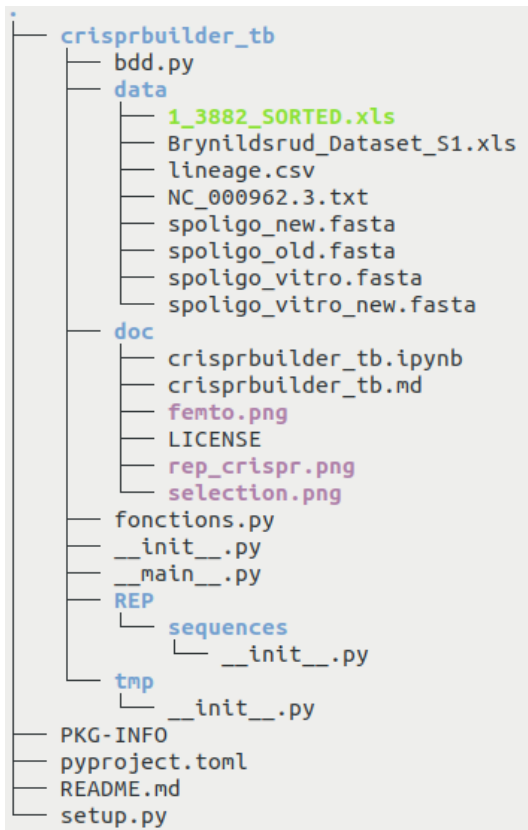 .
crisprbuilder_tb
bdd.py
data
1_3882_SORTED.xls
Brynildsrud_Dataset_S1.xls
lineage.csv
NC_000962.3.txt
spoligo_new.fasta
spoligo_old.fasta
spoligo_vitro.fasta
spoligo_vitro_new.fasta
doc
crisprbuilder_tb.ipynb
crisprbuilder_tb.md
femto.png
LICENSE
rep_crispr.png
selection.png
fonctions.py
__init__.py
__main__.py
REP
sequences
__init__.py
tmp
__init__.py
PKG-INFO
pyproject.toml
README.md
setup.py